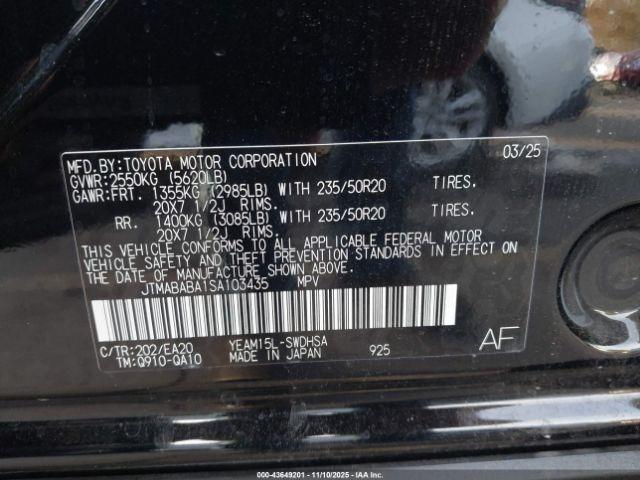 MFD.BY:TOYOTA MOTOR CORPORATION 03/25
GVWR:2550KG (5620LB)
GAWR:FRT. 1355KG (2985LB) WITH 235/50R20 TIRES.
20X7 1/2J RIMS.
RR. 1400KG (3085LB) WITH 235/50R20 TIRES.
20X7 1/2J RIMS.
THIS VEHICLE CONFORMS TO ALL APPLICABLE FEDERAL MOTOR
VEHICLE SAFETY AND THEFT PREVENTION STANDARDS IN EFFECT ON
THE DATE OF MANUFACTURE SHOWN ABOVE.
JTMABABA1SA103435 MPV
C/TR:202/EA20 YEAM15L-SWDHSA AF
TM:Q910-QA10 MADE IN JAPAN 925
000-43649201 - 11/10/2025 - IAA Inc.